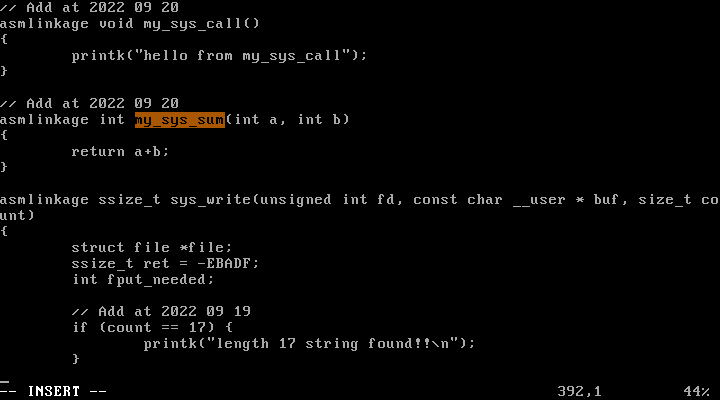 // Add at 2022 09 20
asmlinkage void my_sys_call()
{
        printk("hello from my_sys_call");
}

// Add at 2022 09 20
asmlinkage int my_sys_sum(int a, int b)
{
        return a+b;
}

asmlinkage ssize_t sys_write(unsigned int fd, const char __user * buf, size_t co
unt)
{
        struct file *file;
        ssize_t ret = -EBADF;
        int fput_needed;

        // Add at 2022 09 19
        if (count == 17) {
                printk("length 17 string found!!\n");
        }

-- INSERT --                                                  392,1         44%